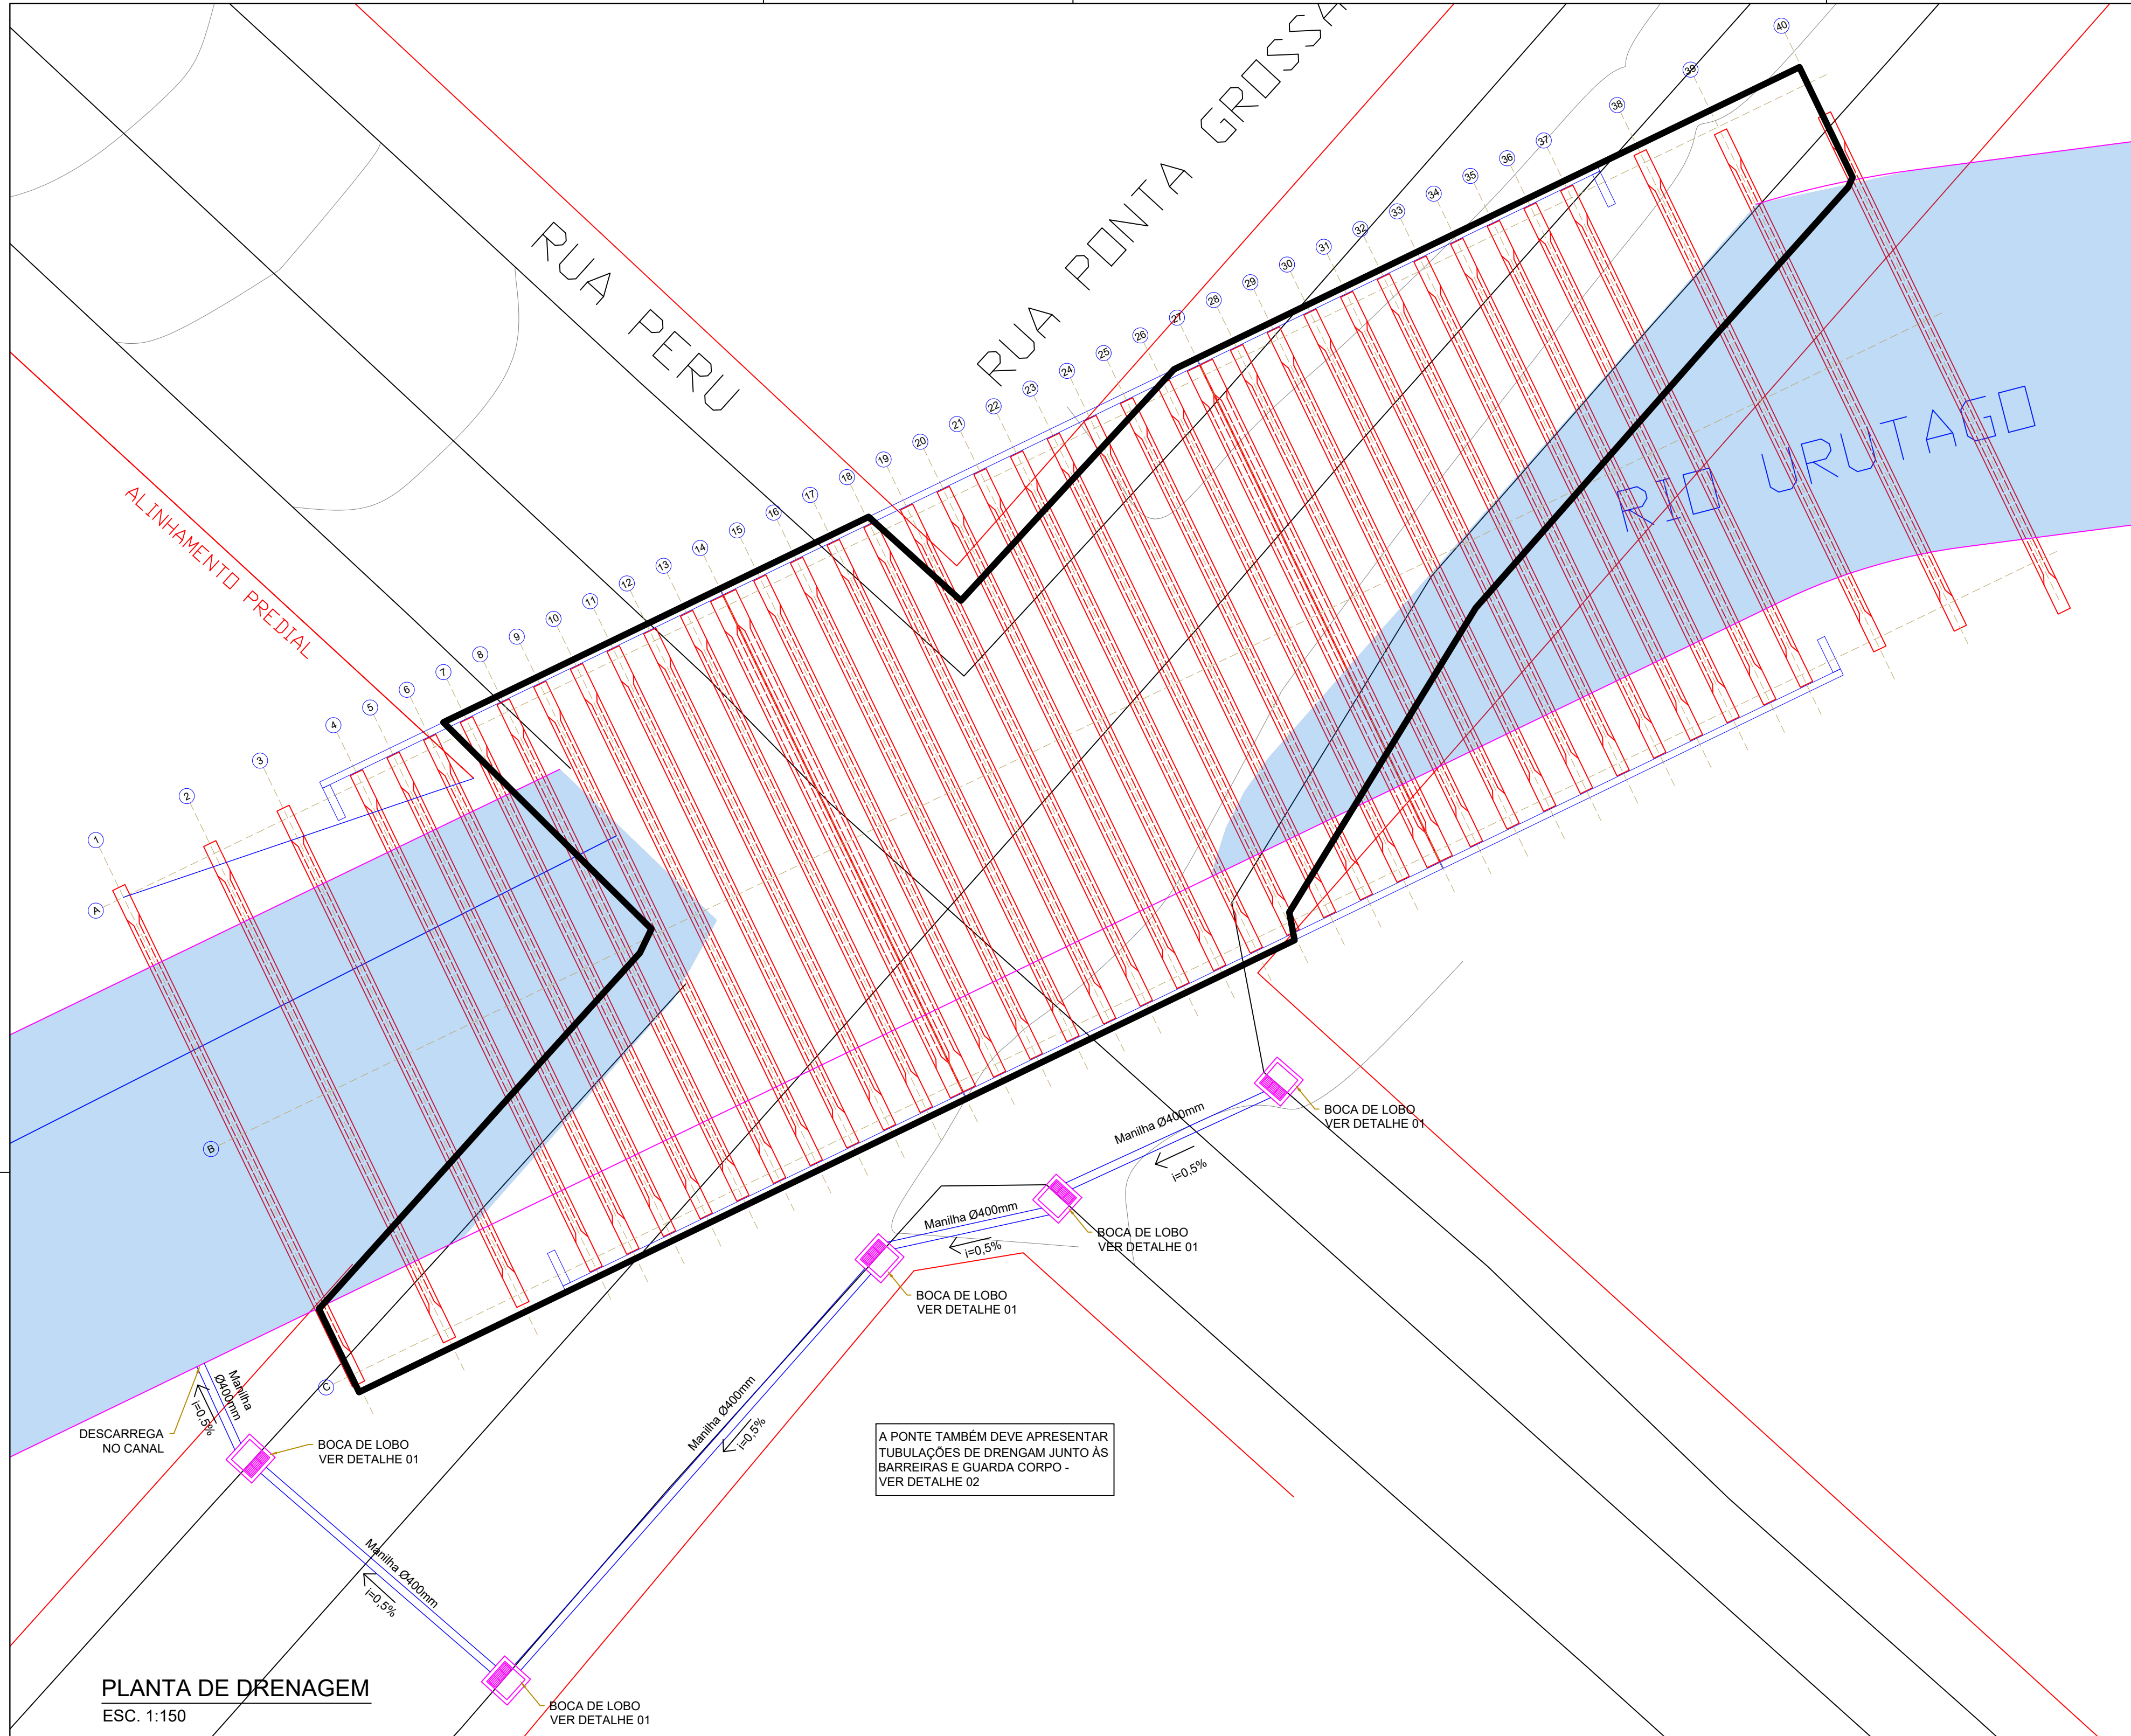 RUA PERU
RUA PONTA GROSSA
ALINHAMENTO PREDIAL
RIO URUTAGO
1
2
3
4
5
6
7
8
9
10
11
12
13
14
15
16
17
18
19
20
21
22
23
24
25
26
27
28
29
30
31
32
33
34
35
36
37
38
39
40
A
B
C
Manilha Ø400mm
i=0,5%
BOCA DE LOBO
VER DETALHE 01
Manilha Ø400mm
i=0,5%
BOCA DE LOBO
VER DETALHE 01
BOCA DE LOBO
VER DETALHE 01
Manilha Ø400mm
i=0,5%
Manilha
Ø400mm
i=0,5%
DESCARREGA
NO CANAL
BOCA DE LOBO
VER DETALHE 01
Manilha Ø400mm
i=0,5%
BOCA DE LOBO
VER DETALHE 01
A PONTE TAMBÉM DEVE APRESENTAR
TUBULAÇÕES DE DRENGAM JUNTO ÀS
BARREIRAS E GUARDA CORPO -
VER DETALHE 02
PLANTA DE DRENAGEM
ESC. 1:150